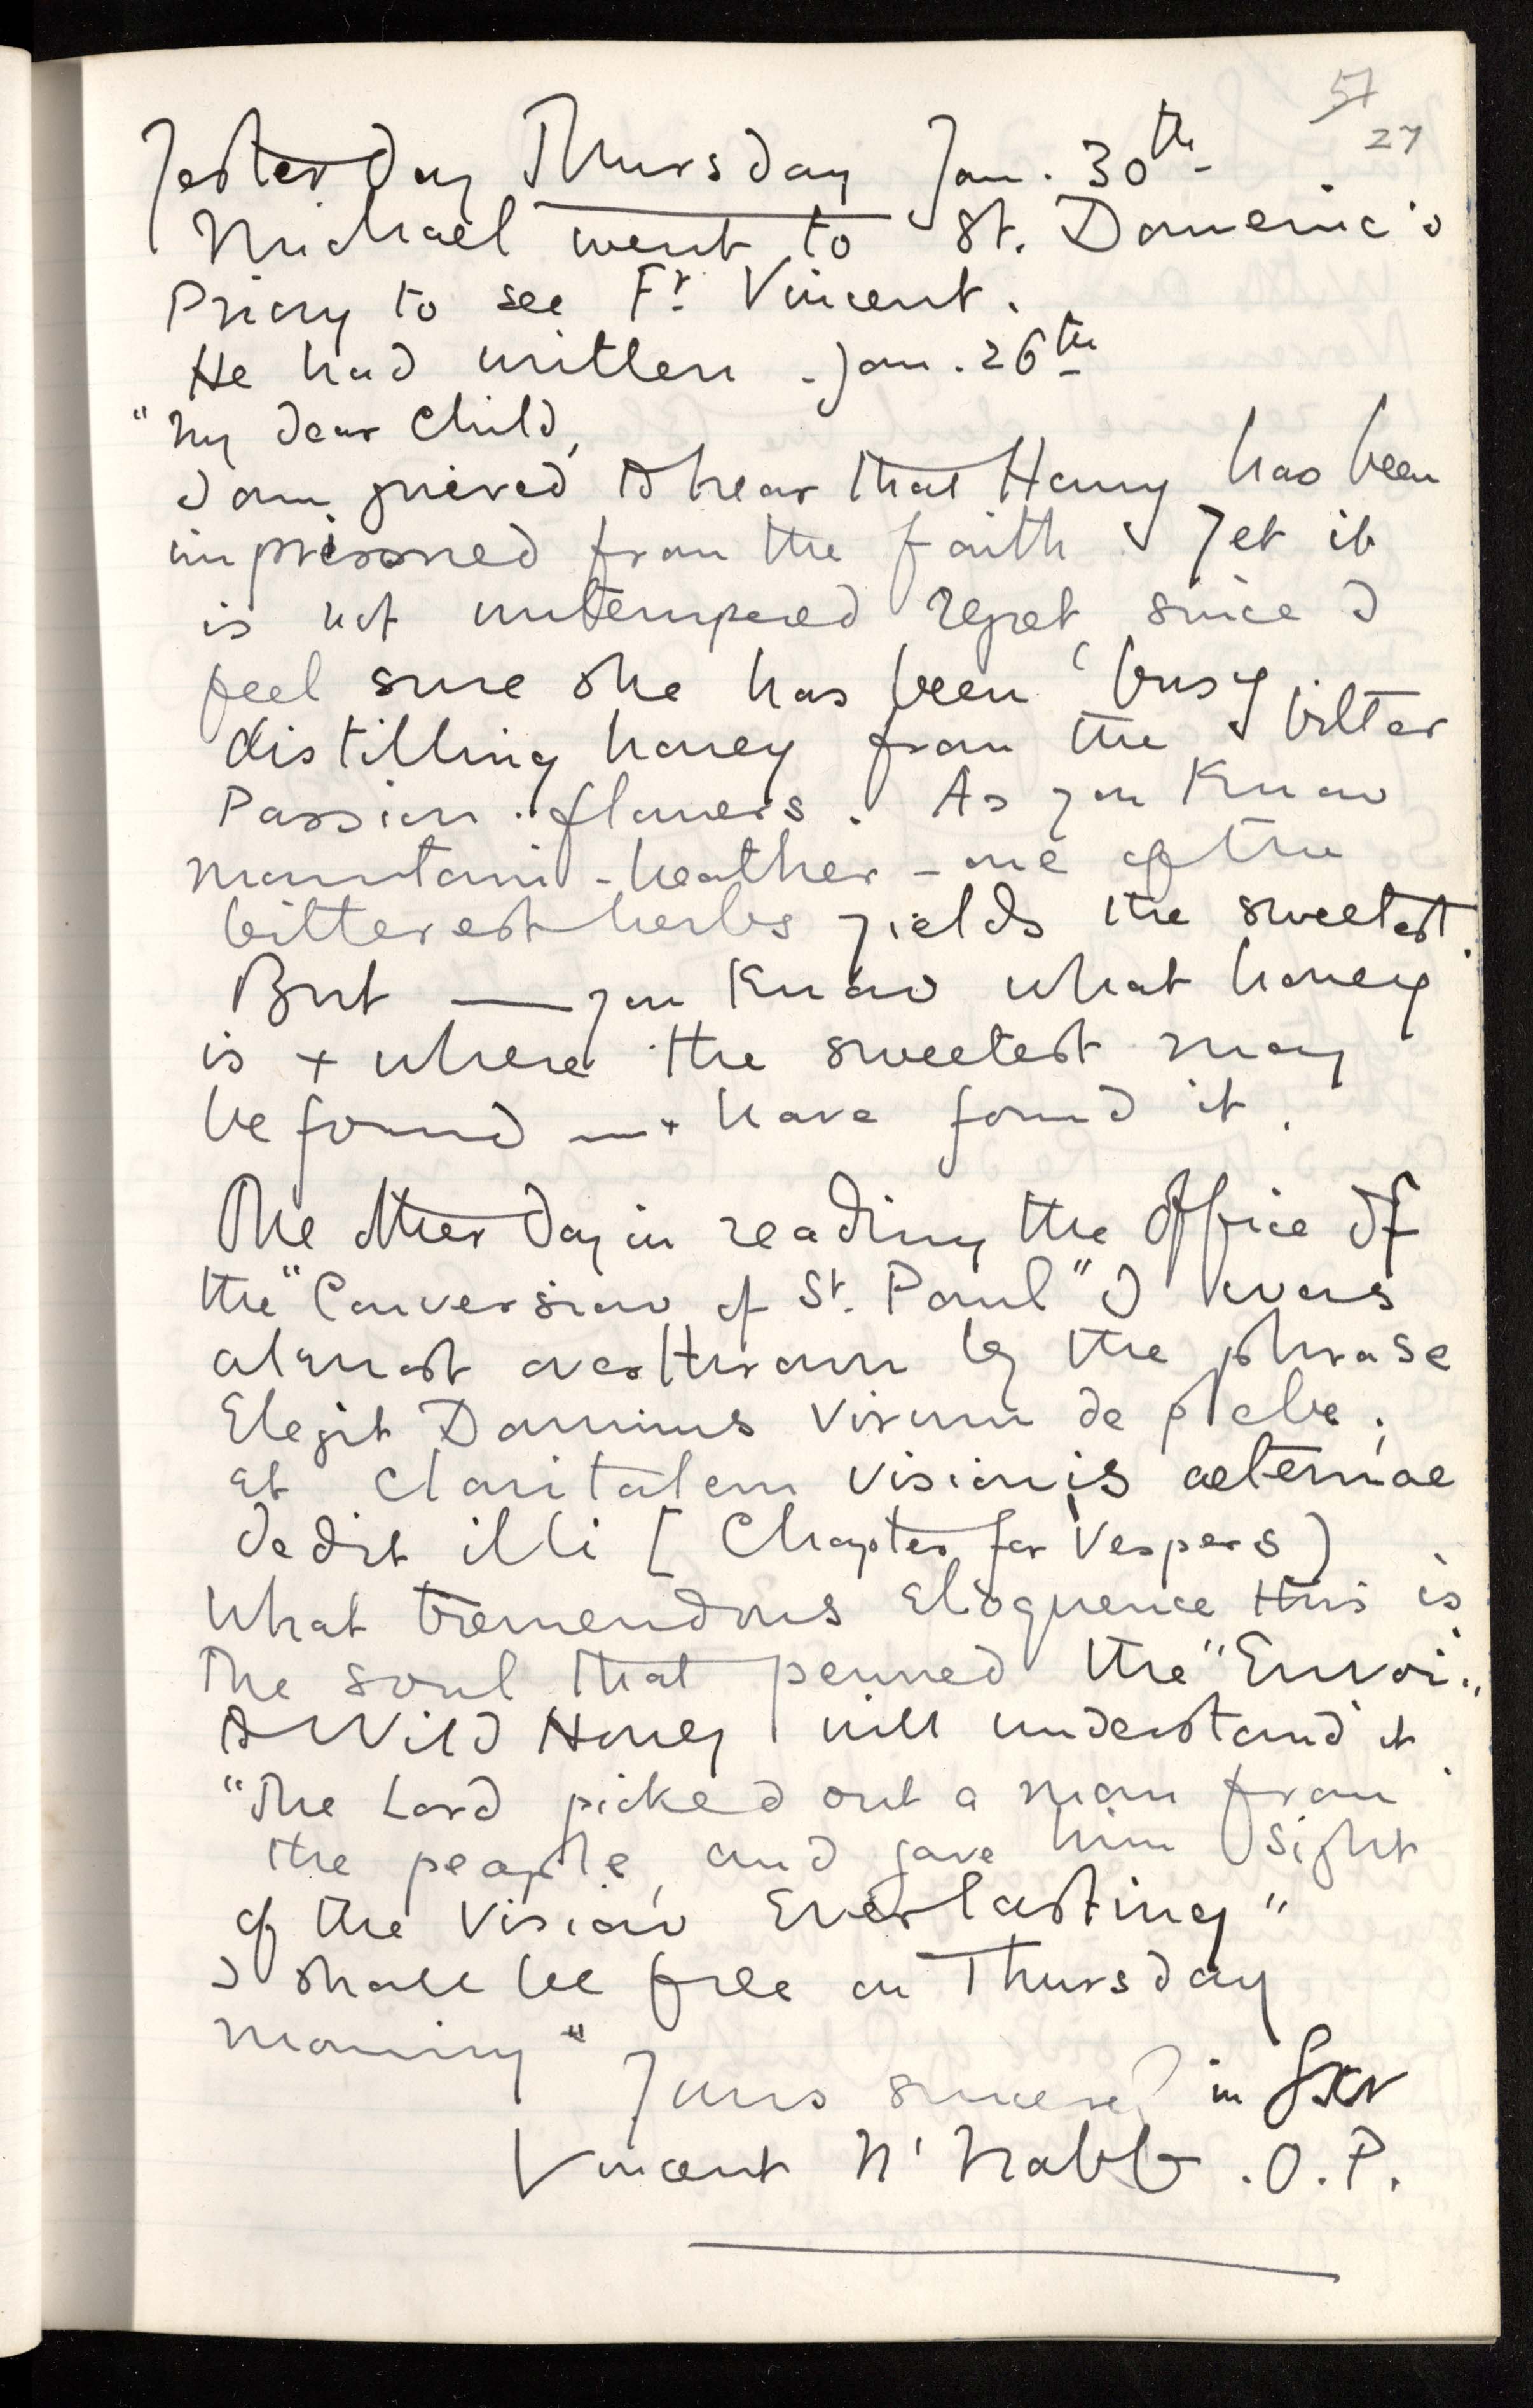 57
27
Yesterday Thursday Jan. 30th
Michael went to St. Domenic's
Priory to see Fr. Vincent.
He had written. Jan. 26th
"My dear Child,
I am grieved to hear that Henry has been
imprisoned from the faith. Yet it
is not untempered regret, since I
feel sure she has been busy
distilling honey from the bitter
Passion-flowers. As you know
mountain-heather - one of the
bitterest herbs yields the sweetest.
But — you know what honey
is + where the sweetest may
be found — + have found it.
The other day in reading the Office of
the "Conversion of St. Paul" I was
almost overthrown by the phrase
Elegit Dominus virum de plebe;
et claritatem visionis aeternae
dedit illi [Chapter for Vespers)
What tremendous eloquence this is
The soul that penned the "Envoi"
to Wild Honey will understand it.
"The Lord picked out a man from
the people, and gave him sight
of the Vision Everlasting"
I shall be free on Thursday
morning"
Yours sincerely in
Vincent McNabb. O.P.